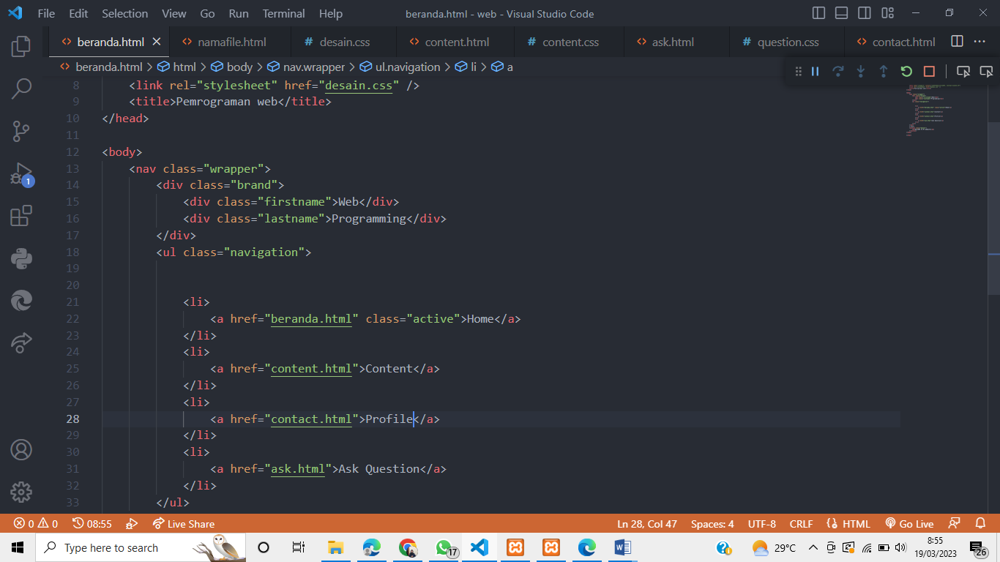 File Edit Selection View Go Run Terminal Help beranda.html - web - Visual Studio Code
beranda.html namafile.html desain.css content.html content.css ask.html question.css contact.html
beranda.html > html > body > nav.wrapper > ul.navigation > li > a
8 <link rel="stylesheet" href="desain.css" />
9 <title>Pemrograman web</title>
10 </head>
11
12 <body>
13 <nav class="wrapper">
14 <div class="brand">
15 <div class="firstname">Web</div>
16 <div class="lastname">Programming</div>
17 </div>
18 <ul class="navigation">
19
20
21 <li>
22 <a href="beranda.html" class="active">Home</a>
23 </li>
24 <li>
25 <a href="content.html">Content</a>
26 </li>
27 <li>
28 <a href="contact.html">Profile</a>
29 </li>
30 <li>
31 <a href="ask.html">Ask Question</a>
32 </li>
33 </ul>
1
0 0 08:55 Live Share Ln 28, Col 47 Spaces: 4 UTF-8 CRLF HTML Go Live
Type here to search 17 29°C 8:55
19/03/2023 26